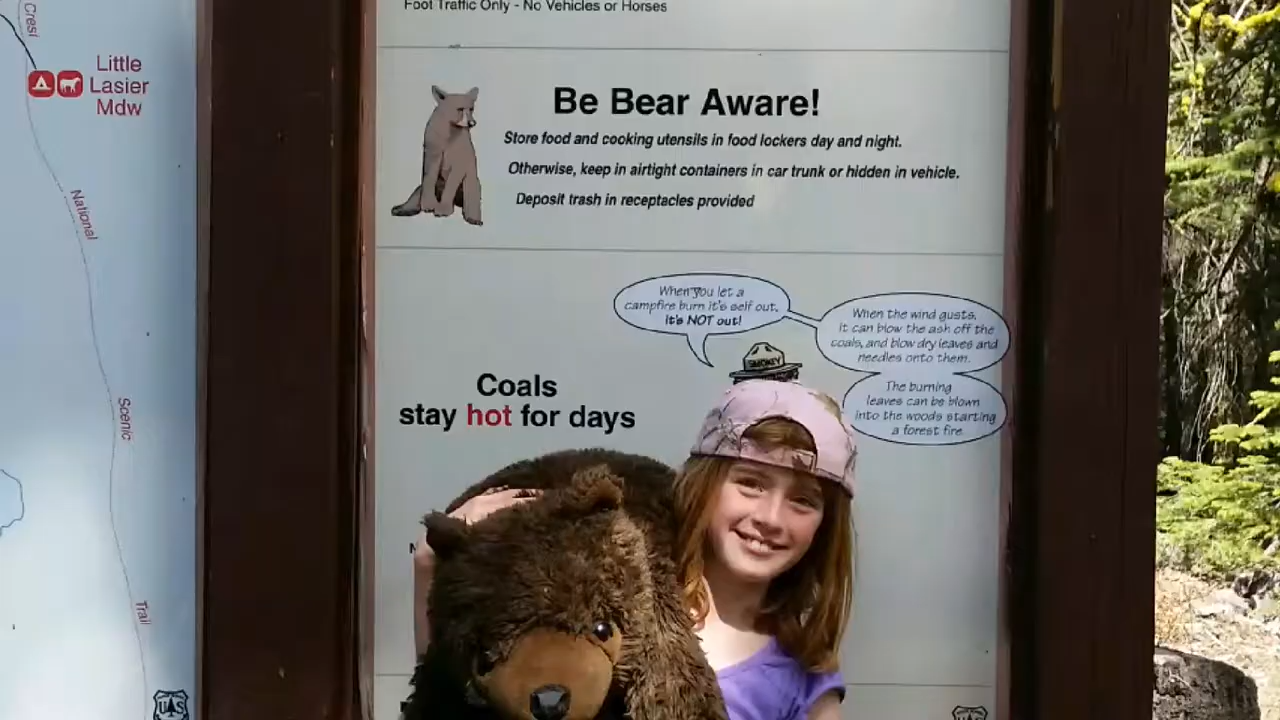 Foot Traffic Only - No Vehicles or Horses
Crest
Little
Lasier
Mdw
National
Scenic
Trail
Be Bear Aware!
Store food and cooking utensils in food lockers day and night.
Otherwise, keep in airtight containers in car trunk or hidden in vehicle.
Deposit trash in receptacles provided
When you let a
campfire burn it's self out,
it's NOT out!
When the wind gusts,
it can blow the ash off the
coals, and blow dry leaves and
needles onto them.
The burning
leaves can be blown
into the woods starting
a forest fire
SMOKEY
Coals
stay hot for days
U S